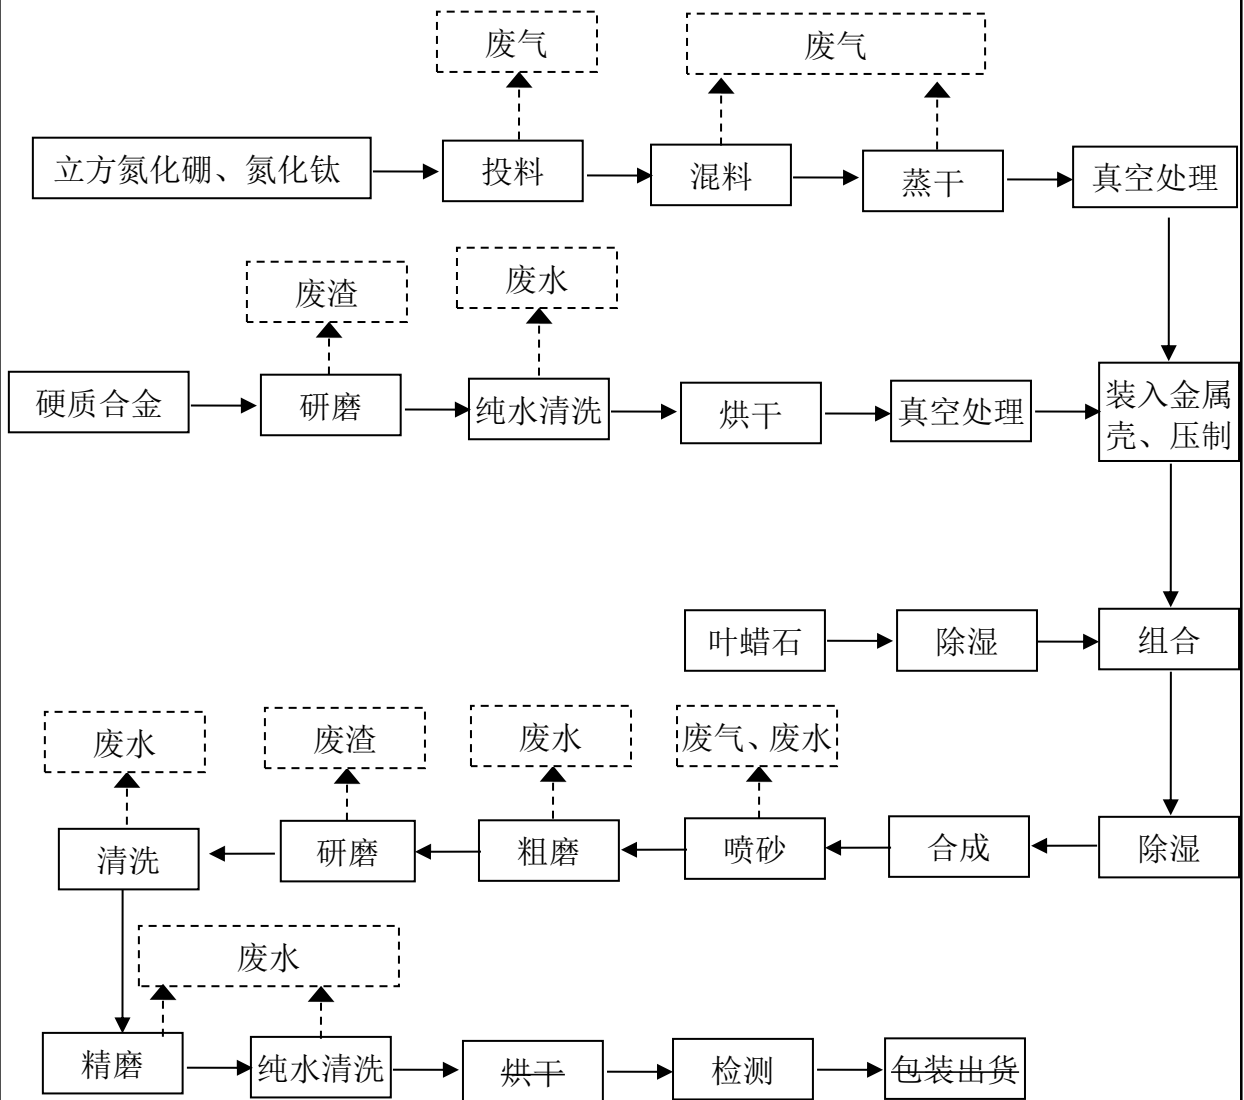 废气
废气
立方氮化硼、氮化钛
投料
混料
蒸干
真空处理
废渣
废水
硬质合金
研磨
纯水清洗
烘干
真空处理
装入金属
壳、压制
叶蜡石
除湿
组合
废水
废渣
废水
废气、废水
清洗
研磨
粗磨
喷砂
合成
除湿
废水
精磨
纯水清洗
烘干
检测
包装出货